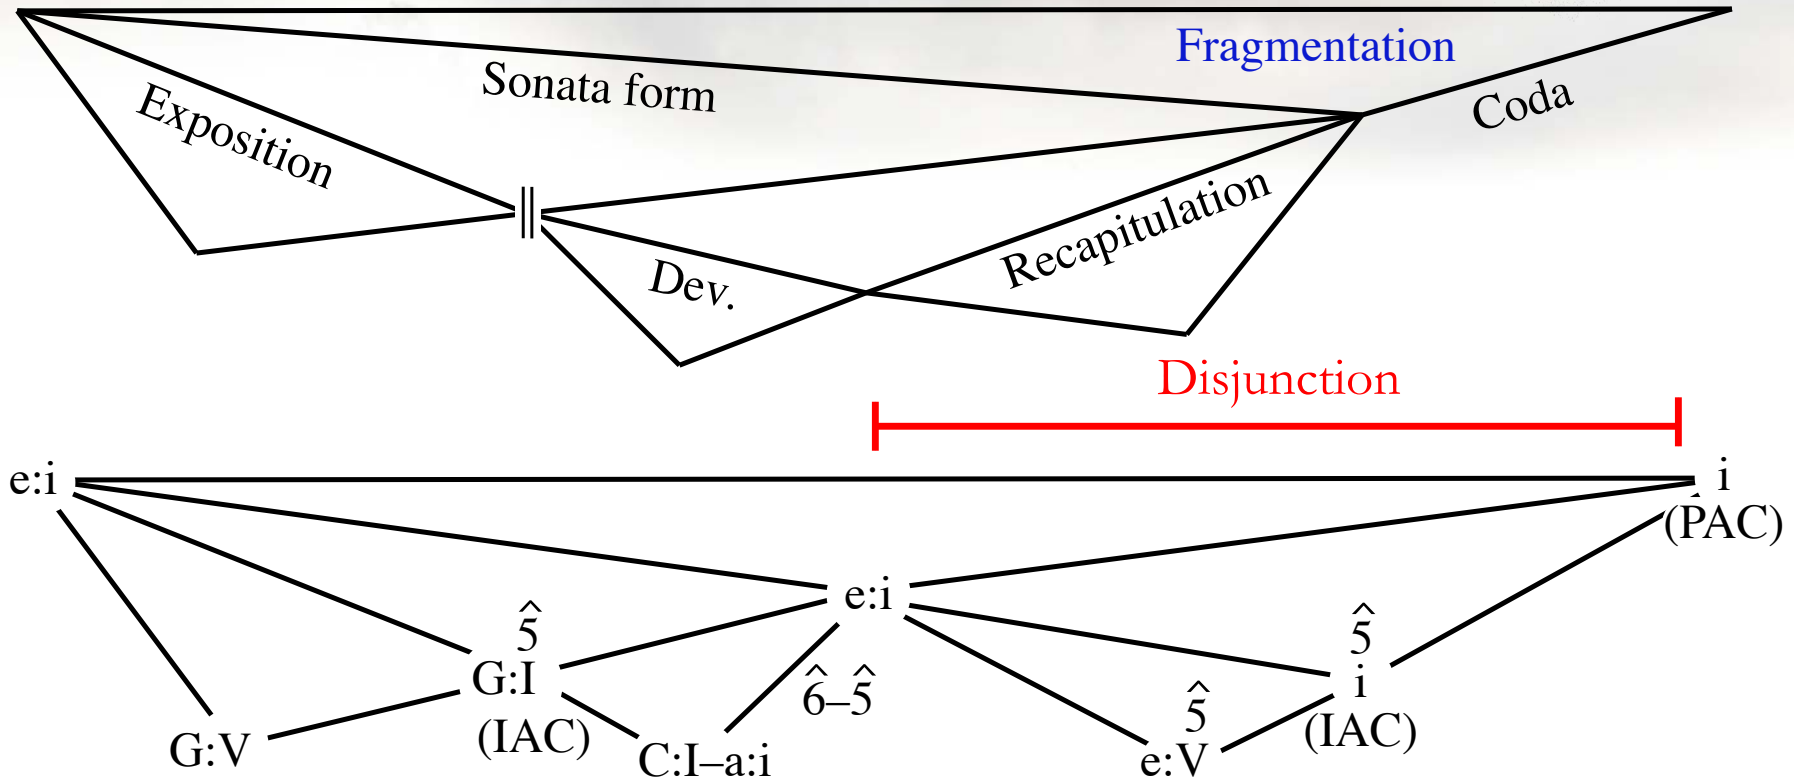 Fragmentation
Sonata form
Coda
Exposition
Recapitulation
Dev.
Disjunction
e:i
i
(PAC)
e:i
5̂
5̂
G:I
i
6̂–5̂
5̂
(IAC)
(IAC)
G:V
C:I–a:i
e:V